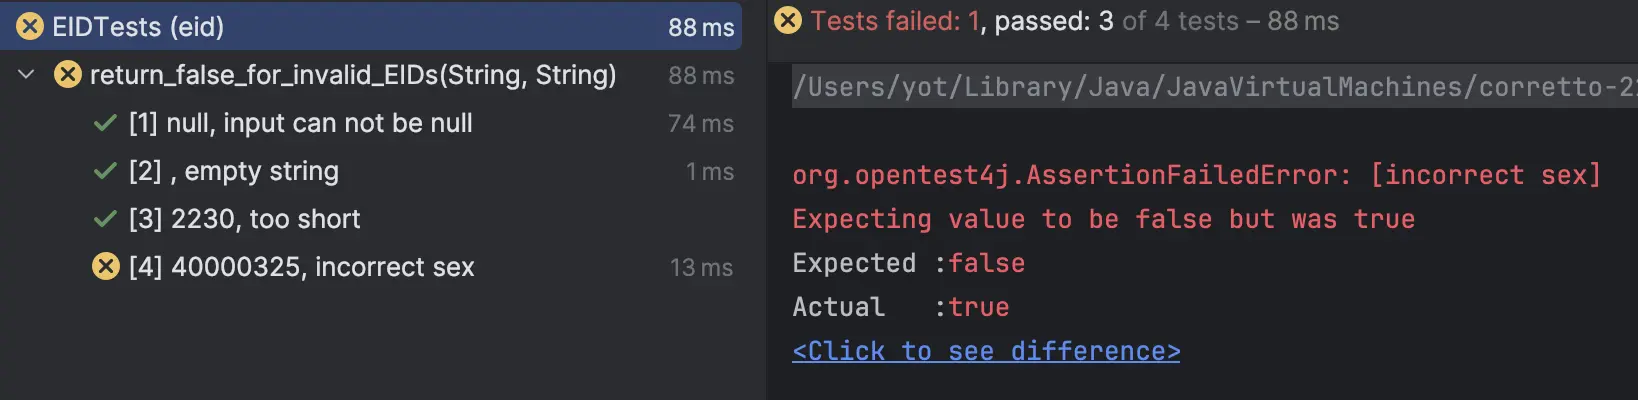 EIDTests (eid) 88 ms
return_false_for_invalid_EIDs(String, String) 88 ms
[1] null, input can not be null 74 ms
[2] , empty string 1 ms
[3] 2230, too short
[4] 40000325, incorrect sex 13 ms
Tests failed: 1, passed: 3 of 4 tests – 88 ms
/Users/yot/Library/Java/JavaVirtualMachines/corretto-2
org.opentest4j.AssertionFailedError: [incorrect sex]
Expecting value to be false but was true
Expected :false
Actual :true
<Click to see difference>